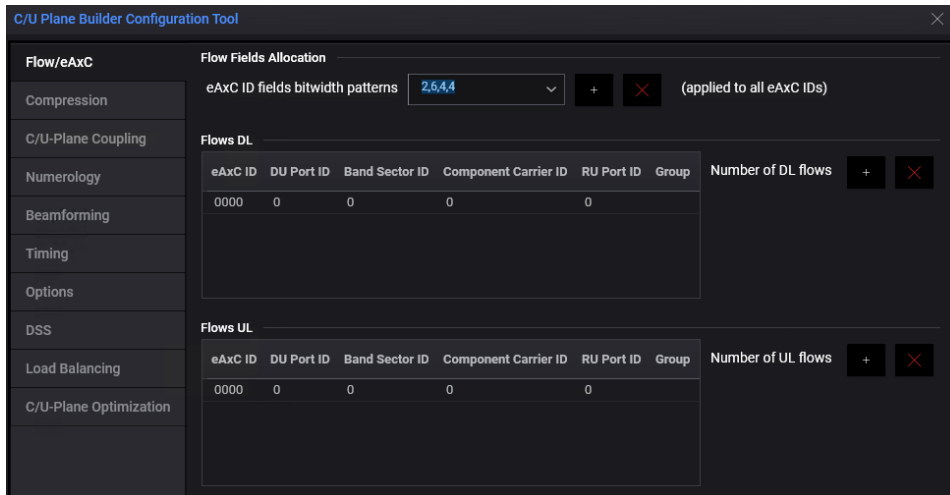 C/U Plane Builder Configuration Tool
Flow/eAxC
Compression
C/U-Plane Coupling
Numerology
Beamforming
Timing
Options
DSS
Load Balancing
C/U-Plane Optimization
Flow Fields Allocation
eAxC ID fields bitwidth patterns 2,6,4,4 + (applied to all eAxC IDs)
Flows DL
eAxC ID DU Port ID Band Sector ID Component Carrier ID RU Port ID Group Number of DL flows +
0000 0 0 0 0
Flows UL
eAxC ID DU Port ID Band Sector ID Component Carrier ID RU Port ID Group Number of UL flows +
0000 0 0 0 0